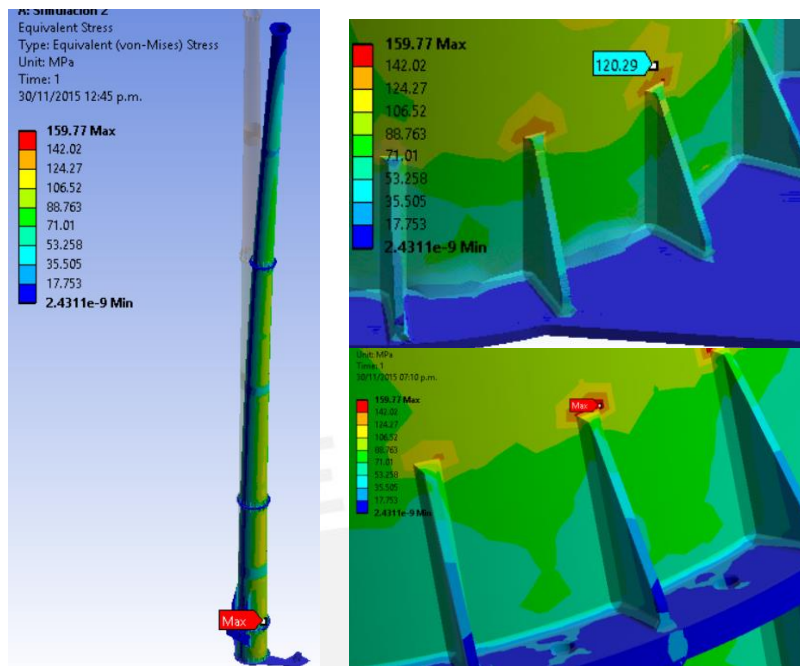 A: Simulacion 2
Equivalent Stress
Type: Equivalent (von-Mises) Stress
Unit: MPa
Time: 1
30/11/2015 12:45 p.m.
159.77 Max
142.02
124.27
106.52
88.763
71.01
53.258
35.505
17.753
2.4311e-9 Min
Max
159.77 Max
142.02
124.27
106.52
88.763
71.01
53.258
35.505
17.753
2.4311e-9 Min
120.29
Unit: MPa
Time: 1
30/11/2015 07:10 p.m.
159.77 Max
142.02
124.27
106.52
88.763
71.01
53.258
35.505
17.753
2.4311e-9 Min
Max